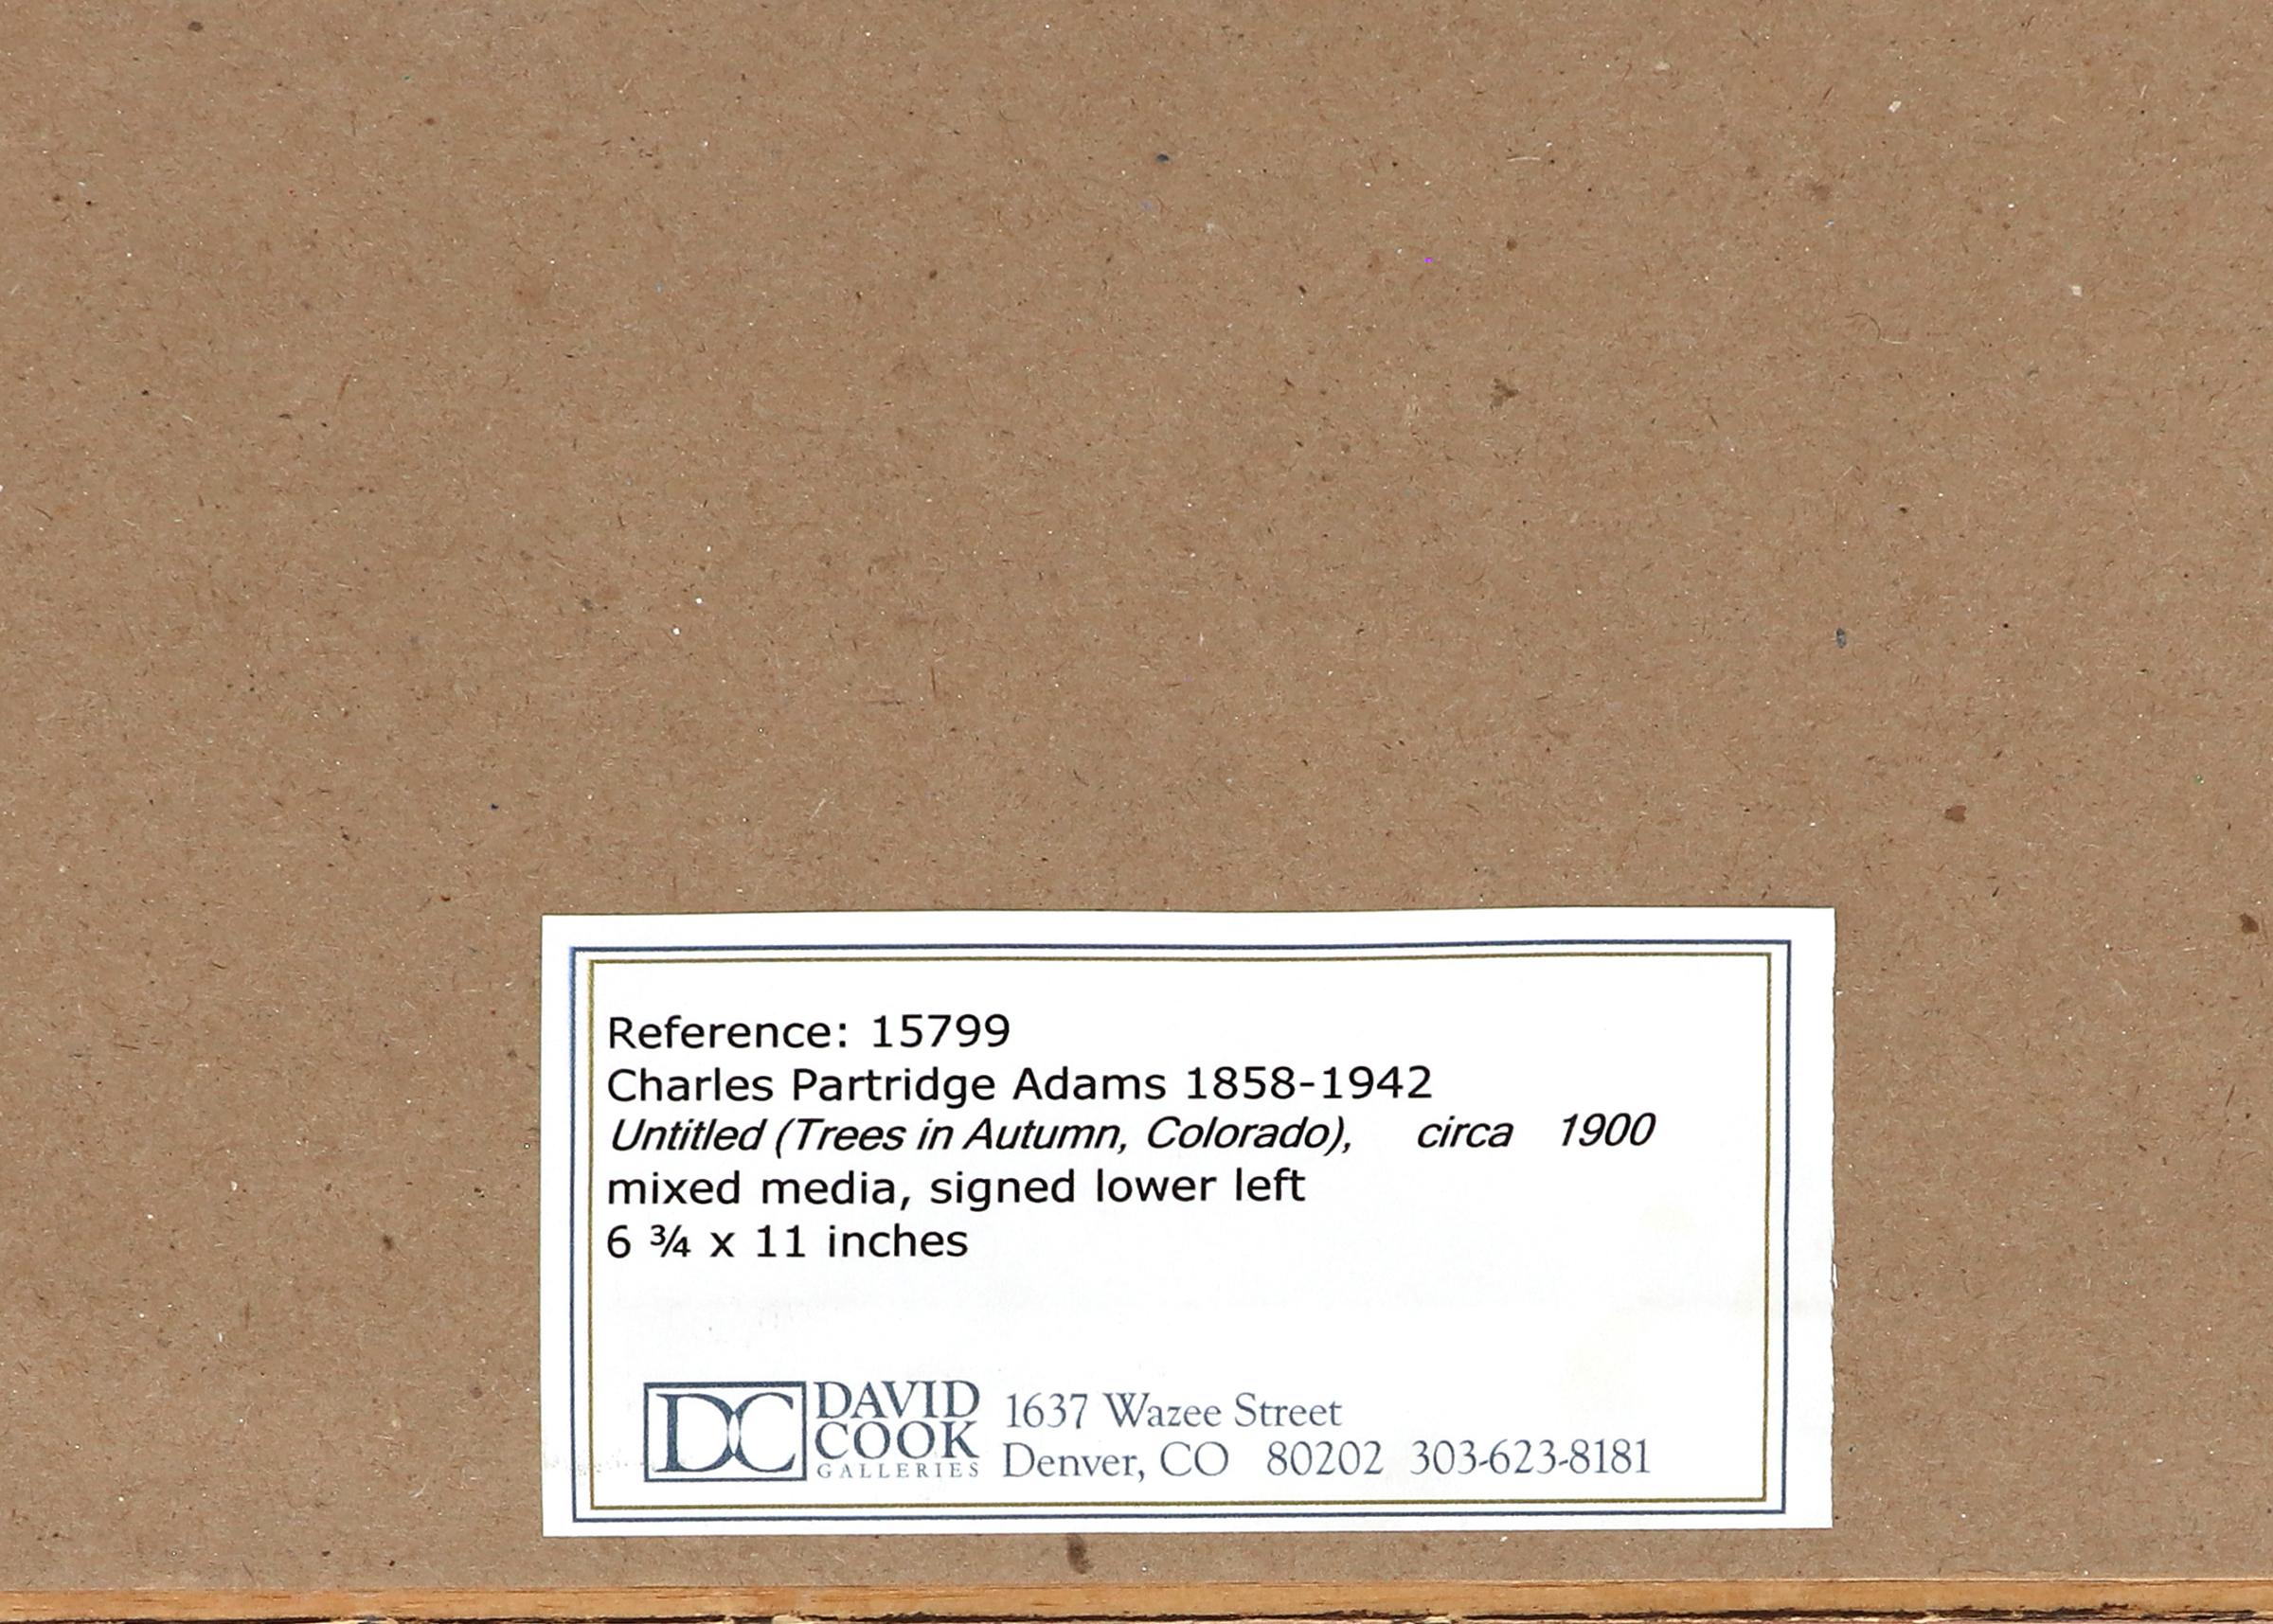 Reference: 15799
Charles Partridge Adams 1858-1942
Untitled (Trees in Autumn, Colorado), circa 1900
mixed media, signed lower left
6 ¾ x 11 inches
DC DAVID COOK GALLERIES
1637 Wazee Street
Denver, CO 80202 303-623-8181